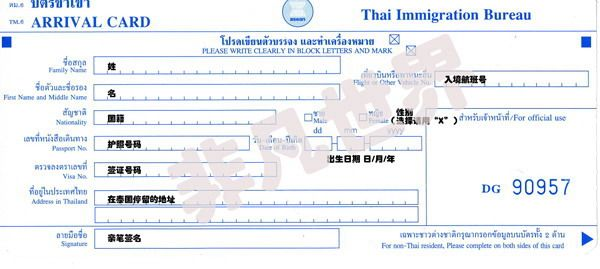 ตม.6 บัตรขาเข้า
TM.6 ARRIVAL CARD
asean
Thai Immigration Bureau
โปรดเขียนตัวบรรจง และทำเครื่องหมาย
PLEASE WRITE CLEARLY IN BLOCK LETTERS AND MARK
ชื่อสกุล
Family Name
姓
เที่ยวบินหรือพาหนะอื่น
Flight or Other Vehicle No.
入境航班号
ชื่อตัวและชื่อรอง
First Name and Middle Name
名
สัญชาติ
Nationality
国籍
ชาย
Male
หญิง
Female
性别
(选择请用 "X")
สำหรับเจ้าหน้าที่/For official use
เลขที่หนังสือเดินทาง
Passport No.
护照号码
วัน-เดือน-ปีเกิด
Date of Birth
dd mm yyyy
出生日期 日/月/年
ตรวจลงตราเลขที่
Visa No.
签证号码
ที่อยู่ในประเทศไทย
Address in Thailand
在泰国停留的地址
DG 90957
ลายมือชื่อ
Signature
亲笔签名
เฉพาะชาวต่างชาติกรุณากรอกข้อมูลบนบัตรทั้ง 2 ด้าน
For non-Thai resident, Please complete on both sides of this card
非凡世界